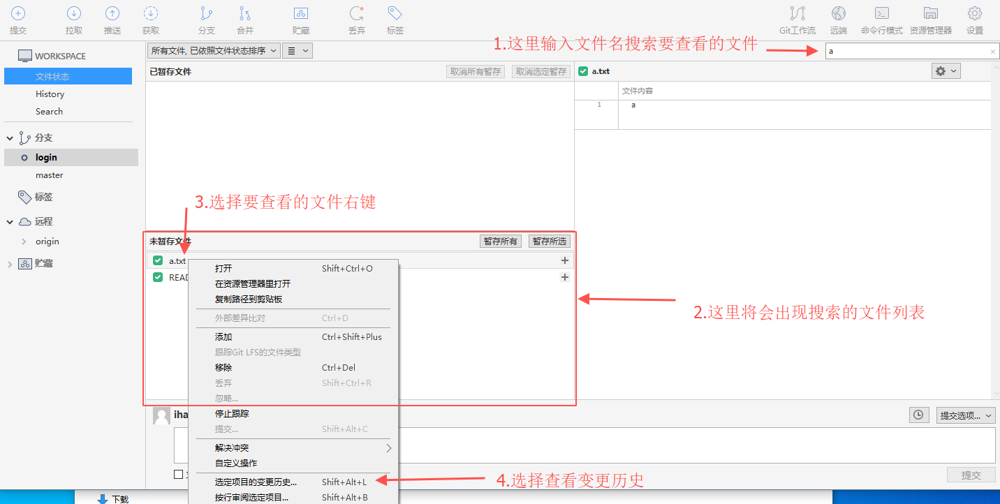 提交
拉取
推送
获取
分支
合并
贮藏
丢弃
标签
Git工作流
远端
命令行模式
资源管理器
设置
WORKSPACE
文件状态
History
Search
分支
login
master
标签
远程
origin
贮藏
所有文件, 已依照文件状态排序
1.这里输入文件名搜索要查看的文件
a
已暂存文件
取消所有暂存
取消选定暂存
a.txt
文件内容
1
a
3.选择要查看的文件右键
未暂存文件
暂存所有
暂存所选
a.txt
READ
2.这里将会出现搜索的文件列表
打开 Shift+Ctrl+O
在资源管理器里打开
复制路径到剪贴板
外部差异比对 Ctrl+D
添加 Ctrl+Shift+Plus
跟踪Git LFS的文件类型
移除 Ctrl+Del
丢弃 Shift+Ctrl+R
忽略...
停止跟踪
提交... Shift+Alt+C
解决冲突
自定义操作
选定项目的变更历史... Shift+Alt+L
按行审阅选定项目... Shift+Alt+B
4.选择查看变更历史
iha
提交选项...
提交
下载